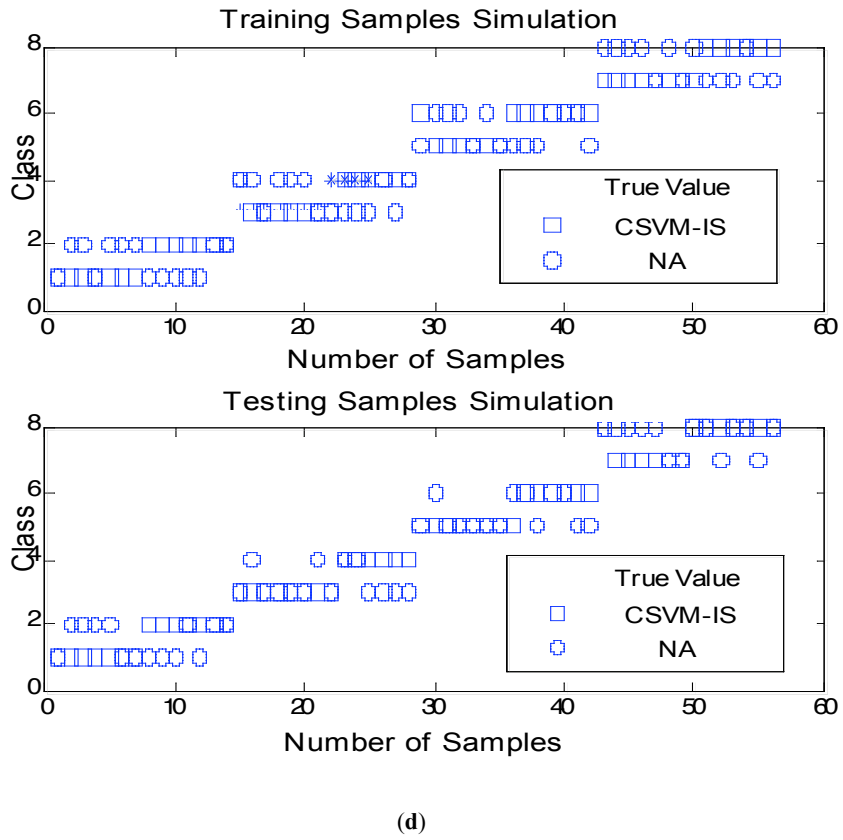 Training Samples Simulation
8
6
4
2
0
Class
True Value
CSVM-IS
NA
0 10 20 30 40 50 60
Number of Samples
Testing Samples Simulation
8
6
4
2
0
Class
True Value
CSVM-IS
NA
0 10 20 30 40 50 60
Number of Samples
(d)